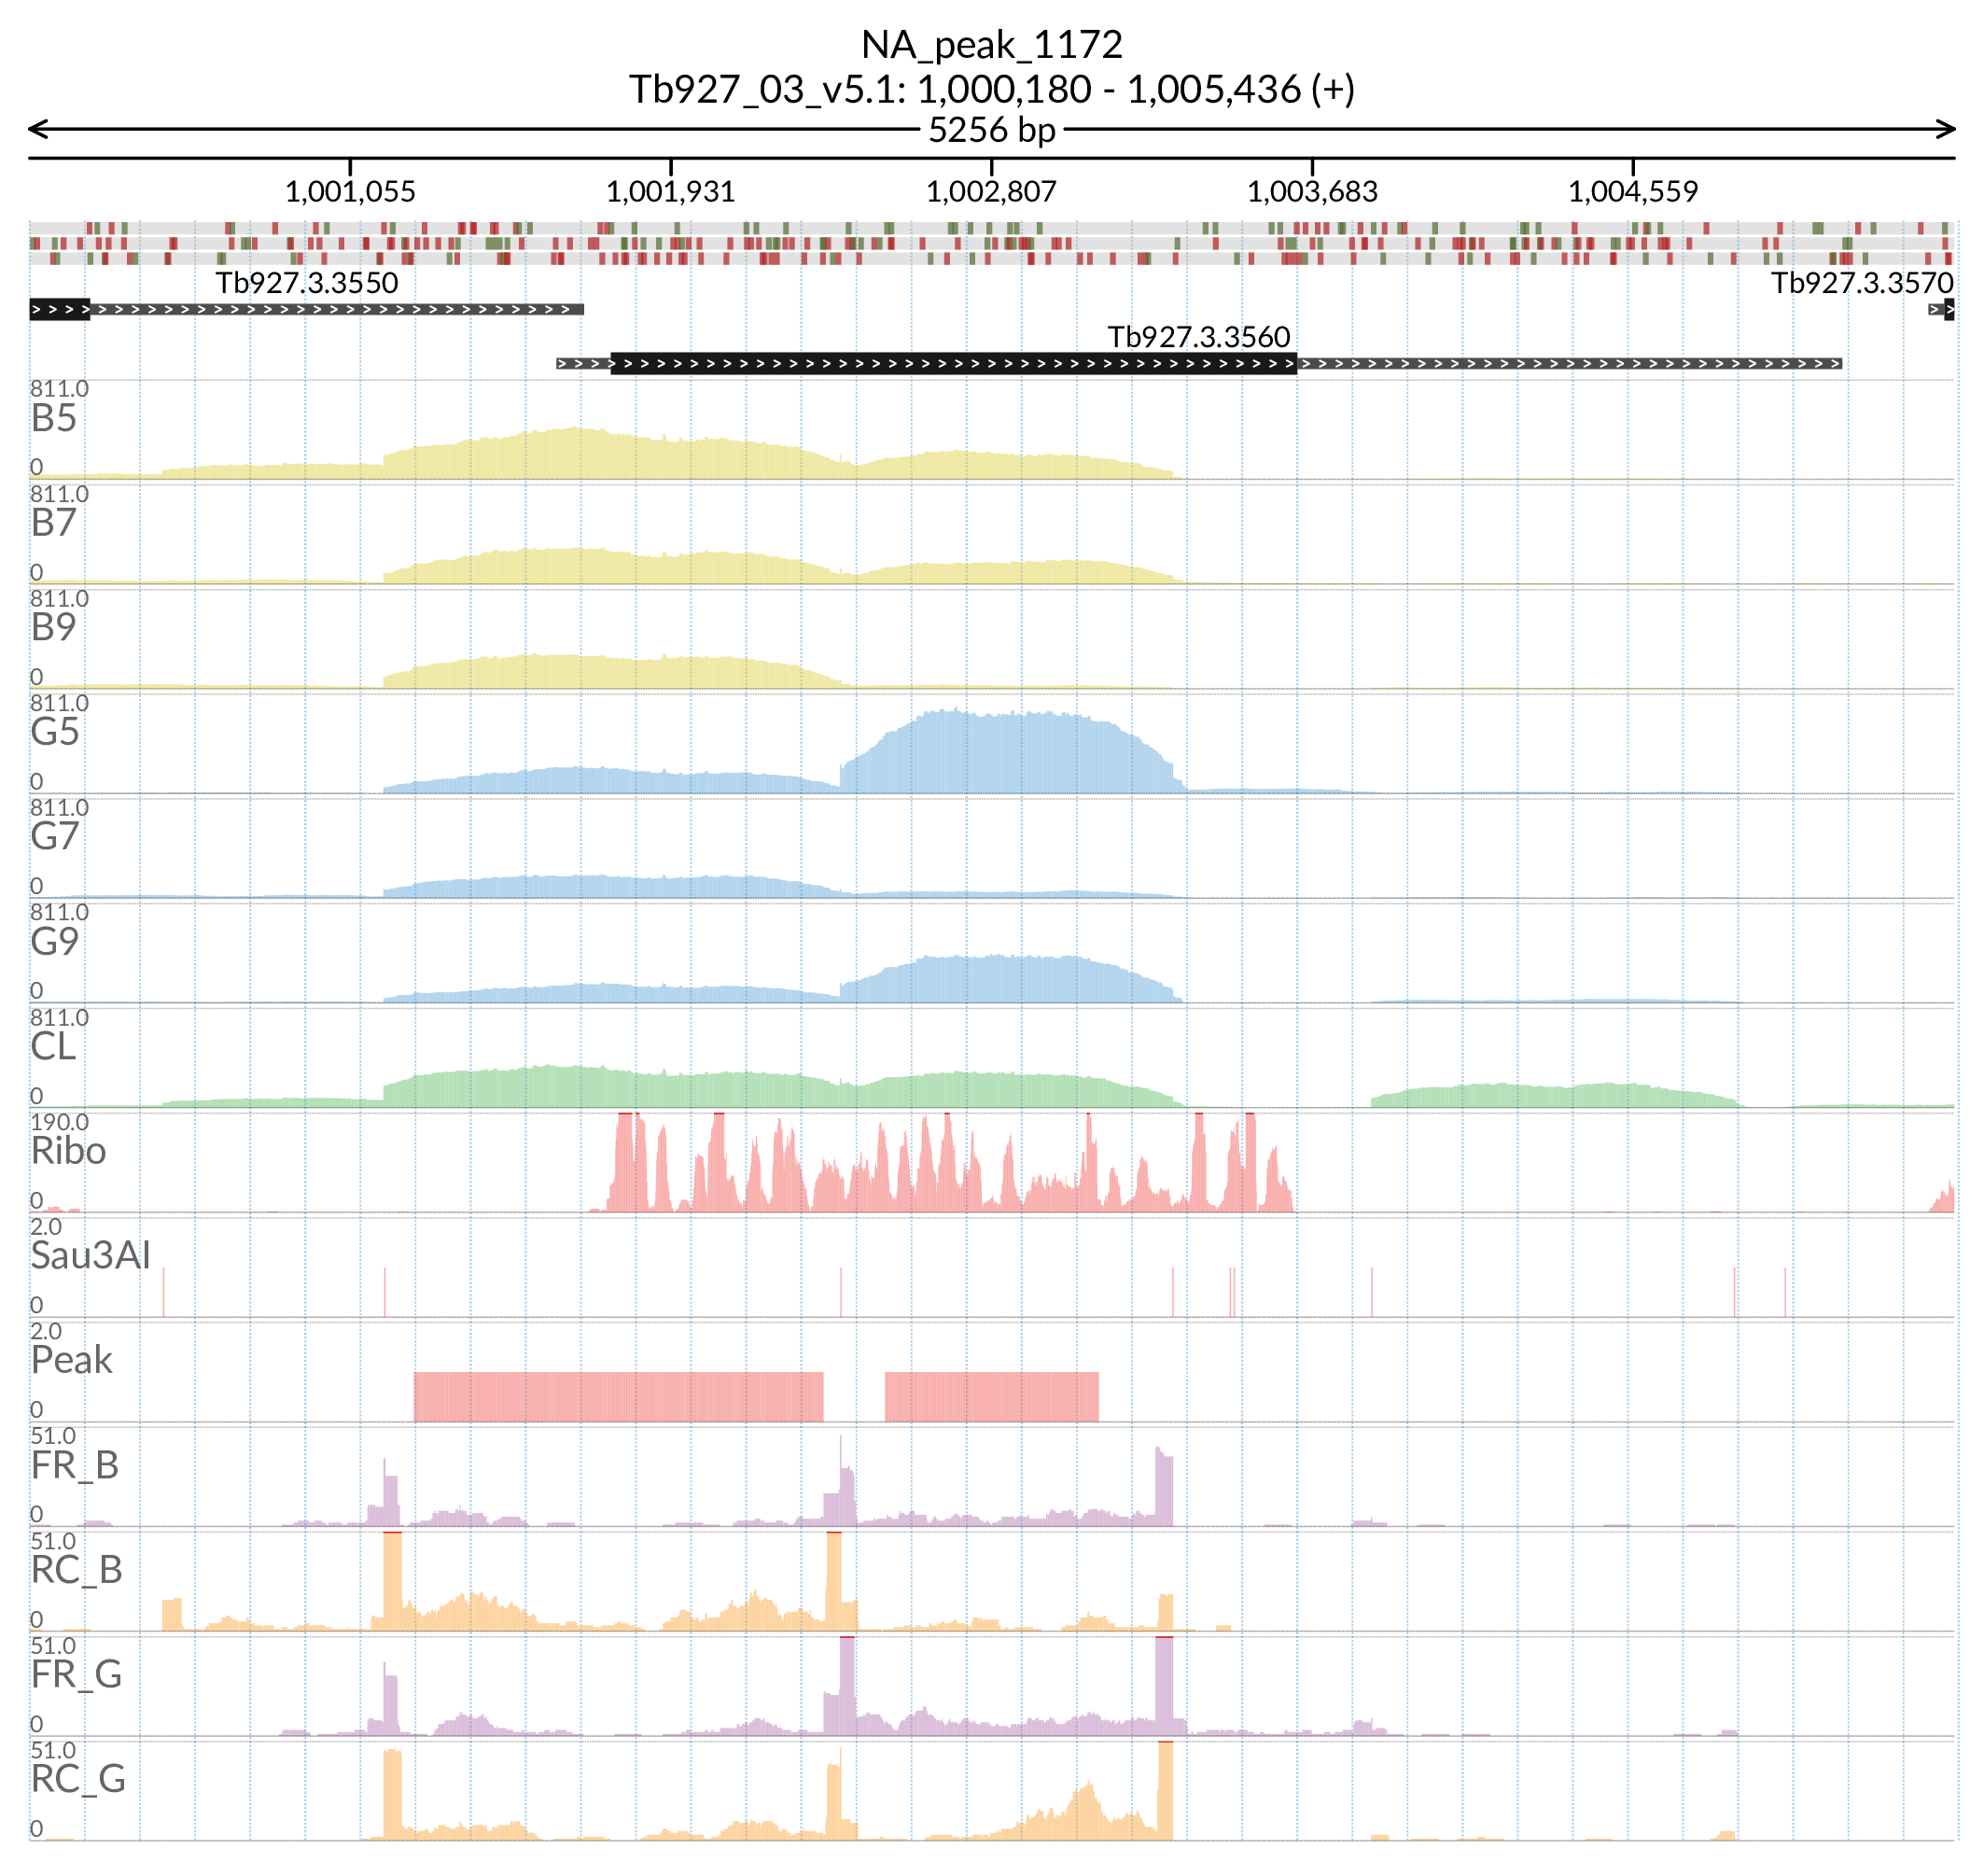 NA_peak_1172
Tb927_03_v5.1: 1,000,180 - 1,005,436 (+)
5256 bp
1,001,055 1,001,931 1,002,807 1,003,683 1,004,559
Tb927.3.3550 Tb927.3.3570
Tb927.3.3560
811.0
B5
0
811.0
B7
0
811.0
B9
0
811.0
G5
0
811.0
G7
0
811.0
G9
0
811.0
CL
0
190.0
Ribo
0
2.0
Sau3AI
0
2.0
Peak
0
51.0
FR_B
0
51.0
RC_B
0
51.0
FR_G
0
51.0
RC_G
0